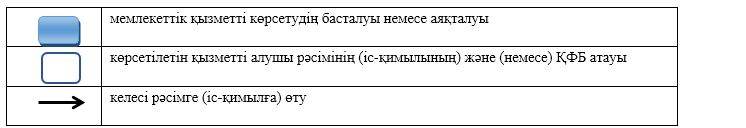 мемлекеттік қызметті көрсетудің басталуы немесе аяқталуы
көрсетілетін қызметті алушы рәсімінің (іс-қимылының) және (немесе) ҚФБ атауы
келесі рәсімге (іс-қимылға) өту